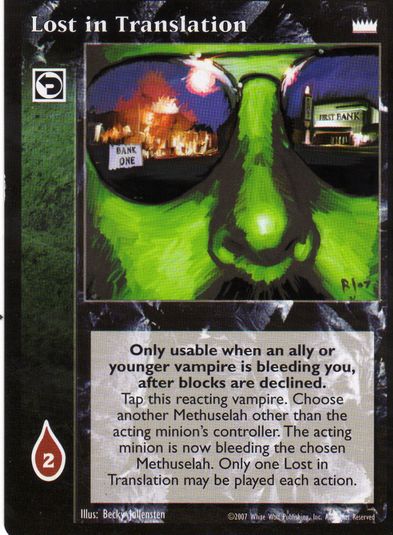 Lost in Translation
BANK
ONE
FIRST BANK
R/07
Only usable when an ally or
younger vampire is bleeding you,
after blocks are declined.
Tap this reacting vampire. Choose
another Methuselah other than the
acting minion's controller. The acting
minion is now bleeding the chosen
Methuselah. Only one Lost in
Translation may be played each action.
2
Illus: Becky Jollensten
©2007 White Wolf Publishing, Inc. All Rights Reserved